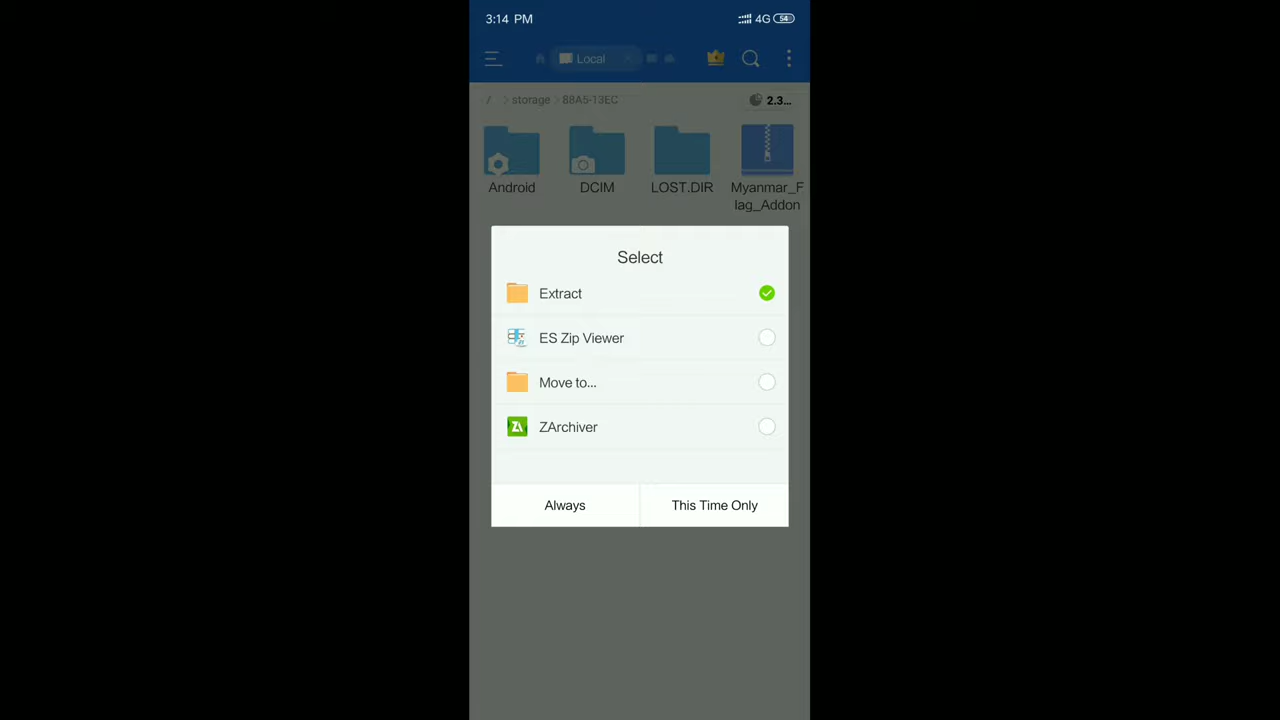 3:14 PM
4G 54
Local
/ > storage > 88A5-13EC
2.3...
Android
DCIM
LOST.DIR
Myanmar_F
lag_Addon
Select
Extract
ES Zip Viewer
Move to...
ZArchiver
Always
This Time Only